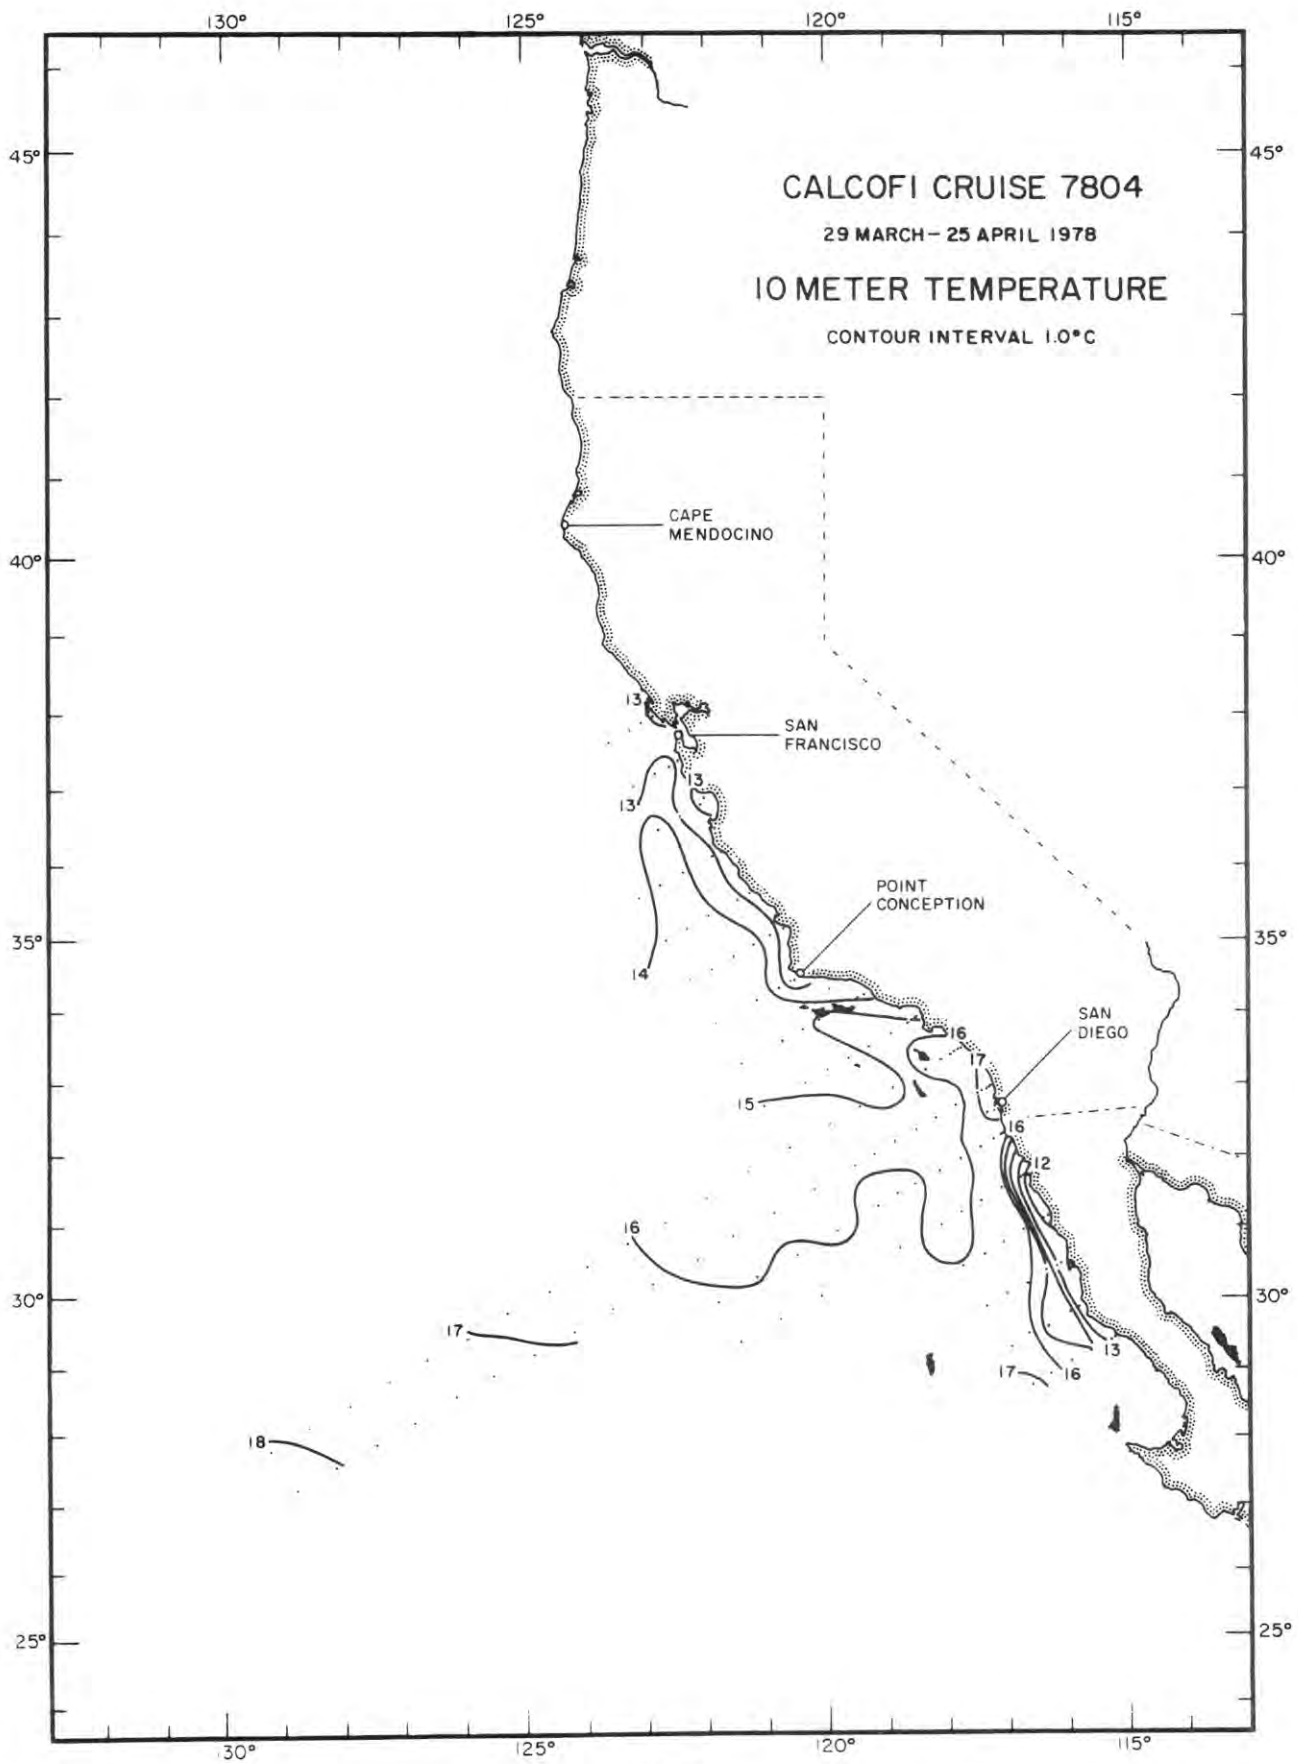 130°
125°
120°
115°
45°
45°
CALCOFI CRUISE 7804
29 MARCH – 25 APRIL 1978
10 METER TEMPERATURE
CONTOUR INTERVAL 1.0°C
CAPE
MENDOCINO
40°
40°
13
SAN
FRANCISCO
13
13
POINT
CONCEPTION
35°
35°
14
SAN
DIEGO
16
17
15
16
12
16
30°
30°
17
13
17
16
18
25°
25°
130°
125°
120°
115°